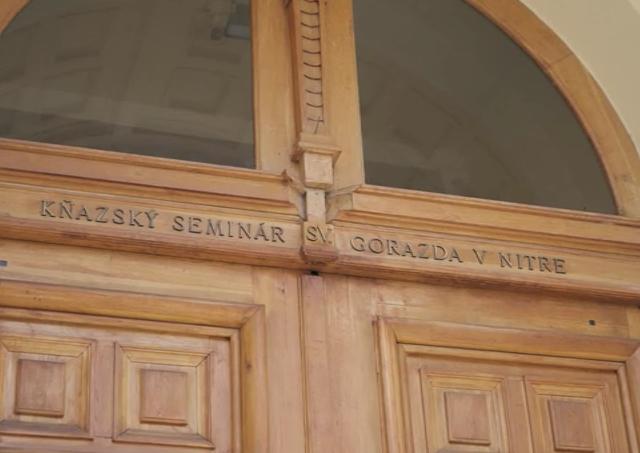 KŇAZSKÝ SEMINÁR SV. GORAZDA V NITRE